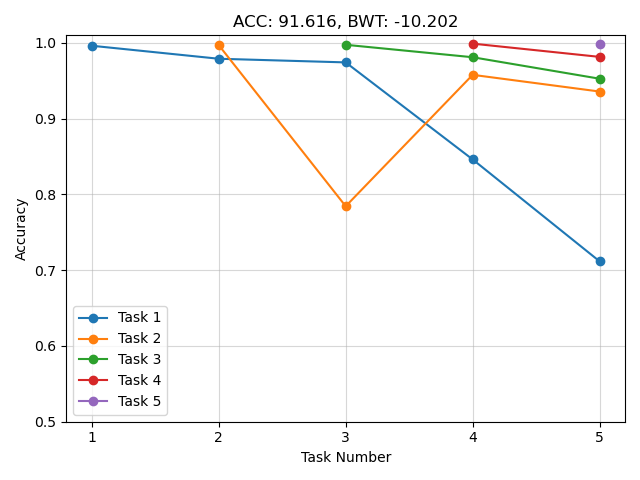 ACC: 91.616, BWT: -10.202
1.0
0.9
0.8
0.7
0.6
0.5
Accuracy
Task 1
Task 2
Task 3
Task 4
Task 5
1 2 3 4 5
Task Number